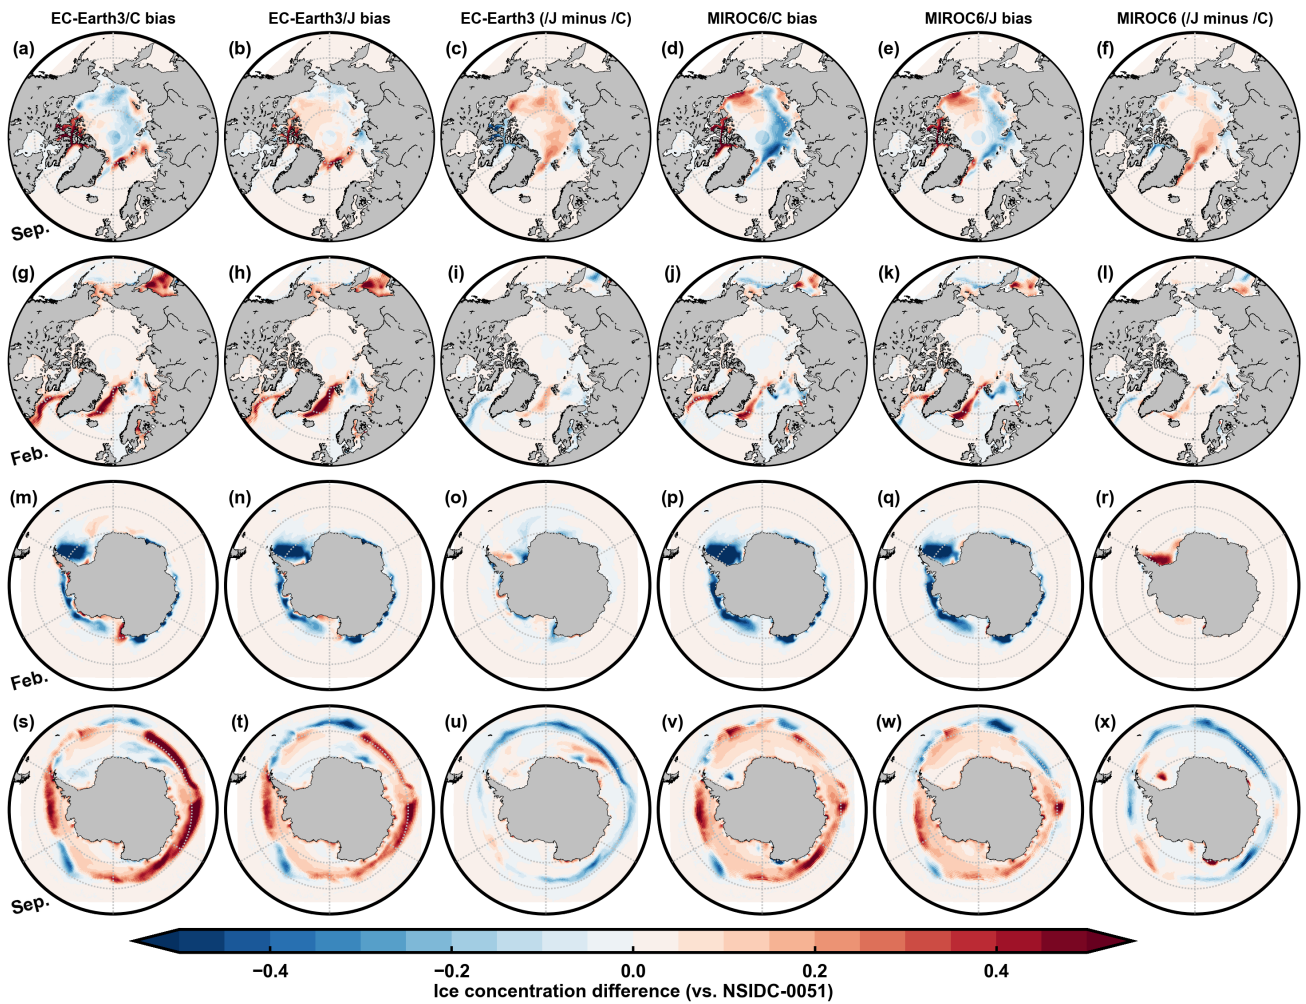 EC-Earth3/C bias EC-Earth3/J bias EC-Earth3 (/J minus /C) MIROC6/C bias MIROC6/J bias MIROC6 (/J minus /C)
(a) (b) (c) (d) (e) (f)
Sep.
(g) (h) (i) (j) (k) (l)
Feb.
(m) (n) (o) (p) (q) (r)
Feb.
(s) (t) (u) (v) (w) (x)
Sep.
−0.4 −0.2 0.0 0.2 0.4
Ice concentration difference (vs. NSIDC-0051)